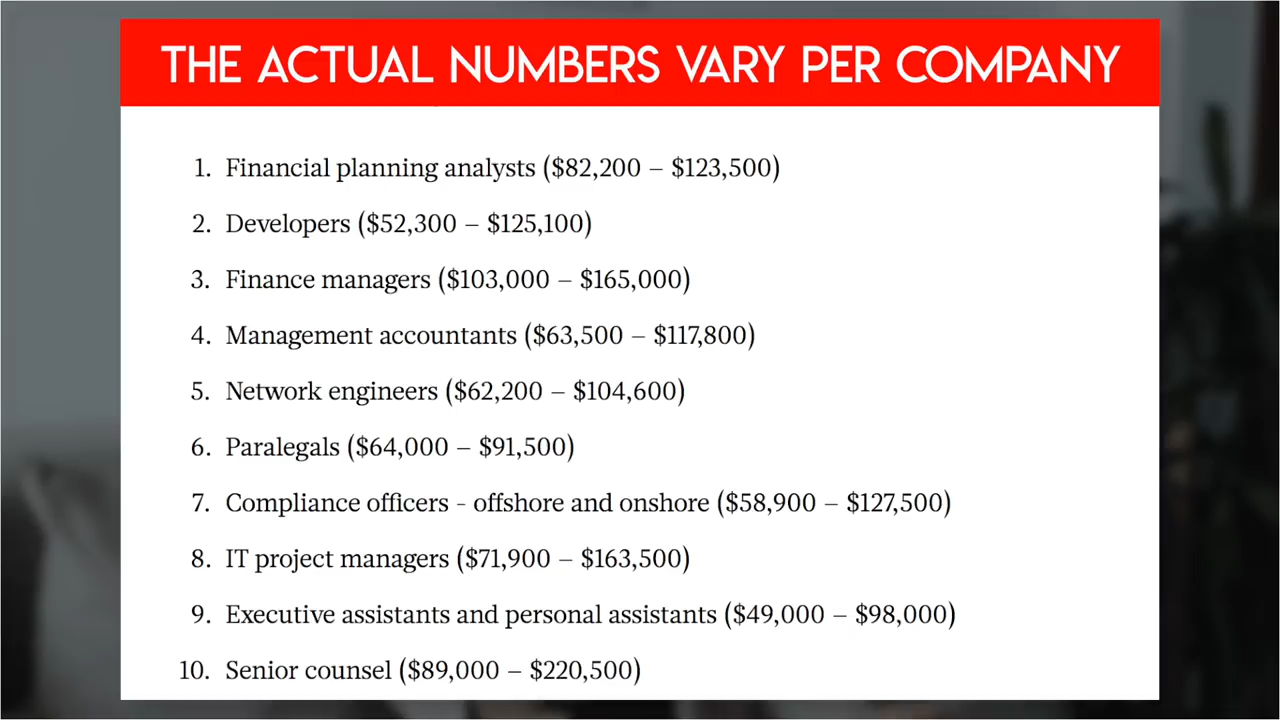 THE ACTUAL NUMBERS VARY PER COMPANY
1. Financial planning analysts ($82,200 – $123,500)
2. Developers ($52,300 – $125,100)
3. Finance managers ($103,000 – $165,000)
4. Management accountants ($63,500 – $117,800)
5. Network engineers ($62,200 – $104,600)
6. Paralegals ($64,000 – $91,500)
7. Compliance officers - offshore and onshore ($58,900 – $127,500)
8. IT project managers ($71,900 – $163,500)
9. Executive assistants and personal assistants ($49,000 – $98,000)
10. Senior counsel ($89,000 – $220,500)